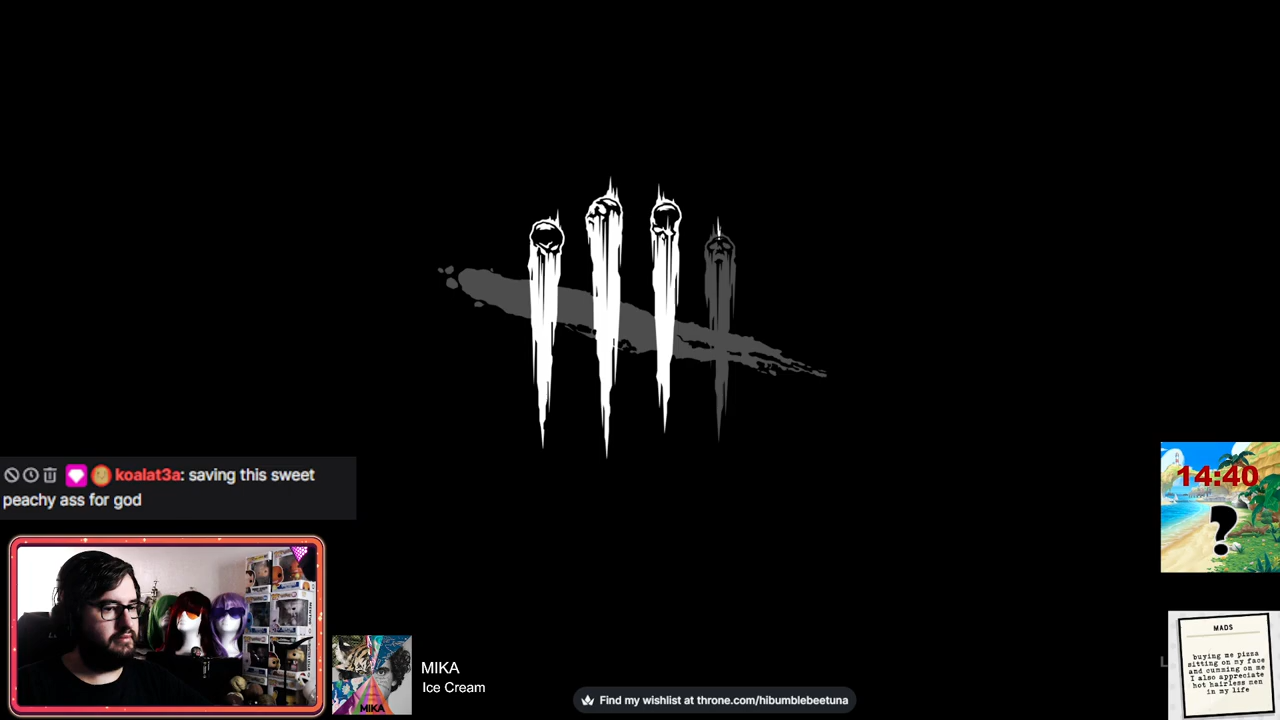 koalat3a: saving this sweet
peachy ass for god
14:40
?
MADS
buying me pizza
sitting on my face
and cumming on me
I also appreciate
hot hairless men
in my life
MIKA
MIKA
Ice Cream
Find my wishlist at throne.com/hibumblebeetuna